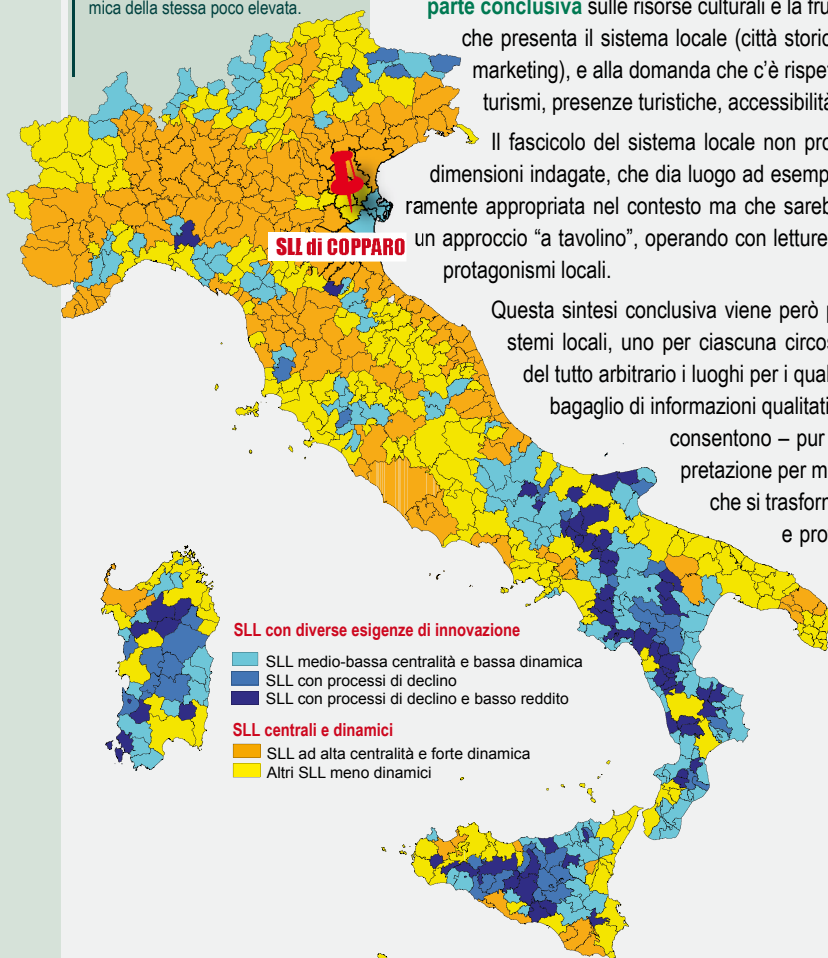 mica della stessa poco elevata.
parte conclusiva sulle risorse culturali e la fru
che presenta il sistema locale (città storic
marketing), e alla domanda che c'è rispe
turismi, presenze turistiche, accessibilità
Il fascicolo del sistema locale non pro
dimensioni indagate, che dia luogo ad esemp
ramente appropriata nel contesto ma che sareb
un approccio “a tavolino”, operando con letture
protagonismi locali.
Questa sintesi conclusiva viene però p
stemi locali, uno per ciascuna circos
del tutto arbitrario i luoghi per i qual
bagaglio di informazioni qualitati
consentono – pur
pretazione per m
che si trasforn
e pro
SLL di COPPARO
SLL con diverse esigenze di innovazione
SLL medio-bassa centralità e bassa dinamica
SLL con processi di declino
SLL con processi di declino e basso reddito
SLL centrali e dinamici
SLL ad alta centralità e forte dinamica
Altri SLL meno dinamici